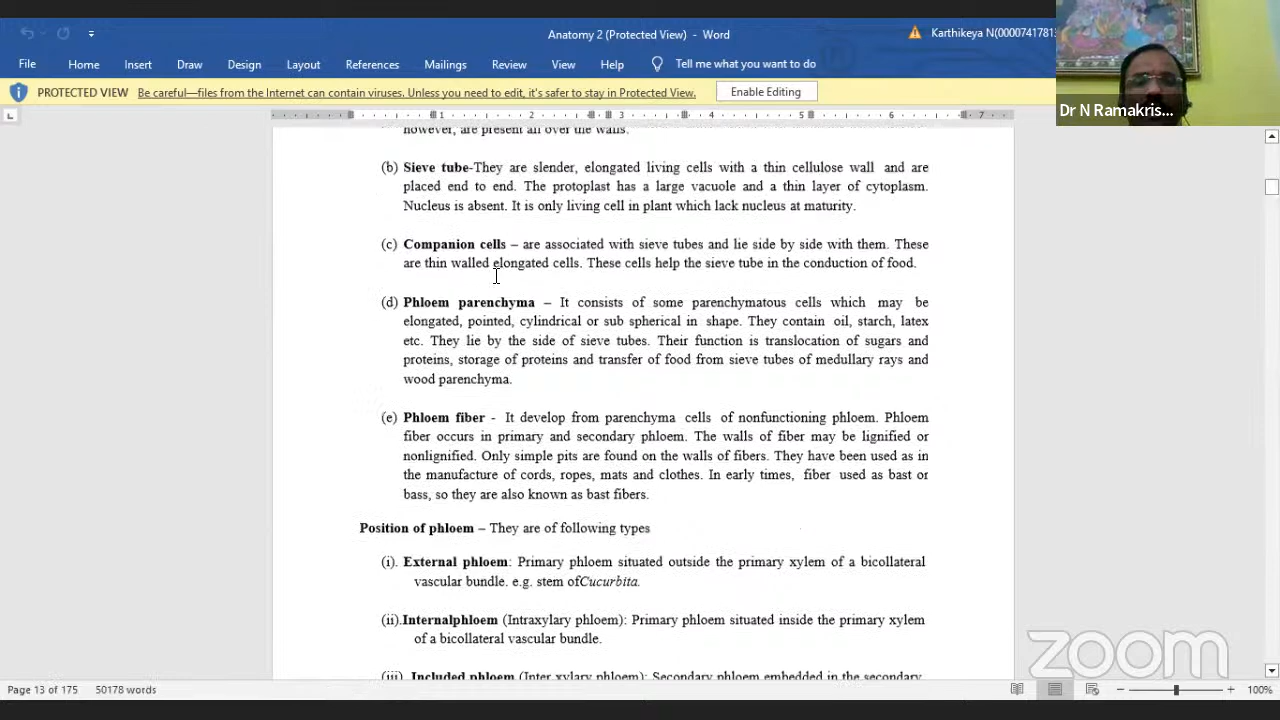 Anatomy 2 (Protected View) - Word
Karthikeya N(0000741781
Dr N Ramakris...
File Home Insert Draw Design Layout References Mailings Review View Help Tell me what you want to do
PROTECTED VIEW Be careful—files from the Internet can contain viruses. Unless you need to edit, it's safer to stay in Protected View. Enable Editing
1 2 3 4 5 6 7
however, are present all over the walls.
(b) Sieve tube-They are slender, elongated living cells with a thin cellulose wall and are
placed end to end. The protoplast has a large vacuole and a thin layer of cytoplasm.
Nucleus is absent. It is only living cell in plant which lack nucleus at maturity.
(c) Companion cells – are associated with sieve tubes and lie side by side with them. These
are thin walled elongated cells. These cells help the sieve tube in the conduction of food.
(d) Phloem parenchyma – It consists of some parenchymatous cells which may be
elongated, pointed, cylindrical or sub spherical in shape. They contain oil, starch, latex
etc. They lie by the side of sieve tubes. Their function is translocation of sugars and
proteins, storage of proteins and transfer of food from sieve tubes of medullary rays and
wood parenchyma.
(e) Phloem fiber - It develop from parenchyma cells of nonfunctioning phloem. Phloem
fiber occurs in primary and secondary phloem. The walls of fiber may be lignified or
nonlignified. Only simple pits are found on the walls of fibers. They have been used as in
the manufacture of cords, ropes, mats and clothes. In early times, fiber used as bast or
bass, so they are also known as bast fibers.
Position of phloem – They are of following types
(i). External phloem: Primary phloem situated outside the primary xylem of a bicollateral
vascular bundle. e.g. stem ofCucurbita.
(ii).Internalphloem (Intraxylary phloem): Primary phloem situated inside the primary xylem
of a bicollateral vascular bundle.
(iii). Included phloem (Inter xylary phloem): Secondary phloem embedded in the secondary
zoom
Page 13 of 175 50178 words
100%